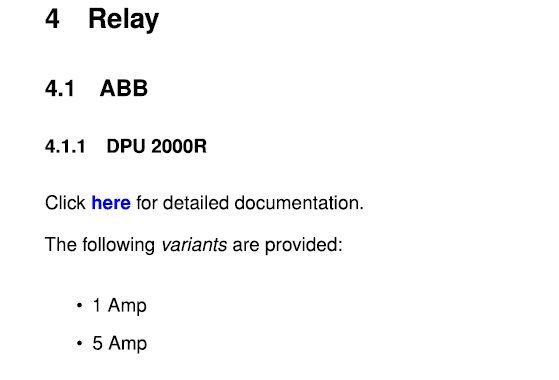 4 Relay
4.1 ABB
4.1.1 DPU 2000R
Click here for detailed documentation.
The following variants are provided:
• 1 Amp
• 5 Amp